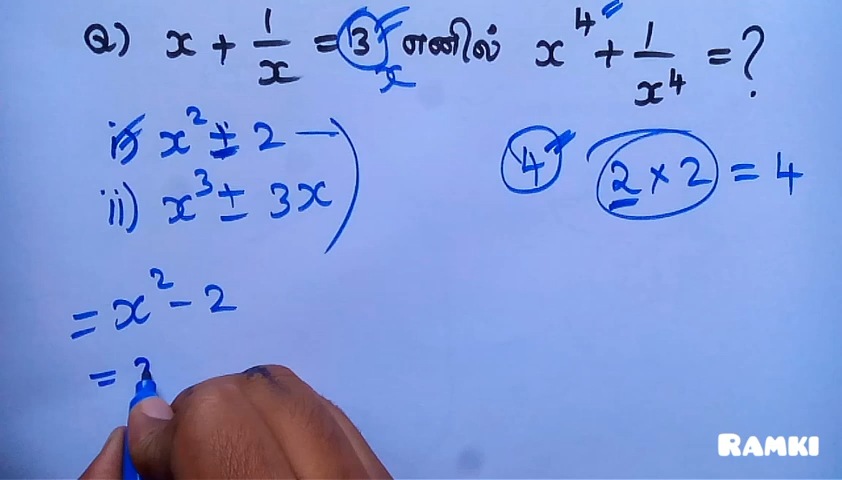 Q) x + 1/x = 3 எனில் x⁴ + 1/x⁴ = ?
x
i) x² ± 2
ii) x³ ± 3x
4 2 × 2 = 4
= x² - 2
=
RAMKI